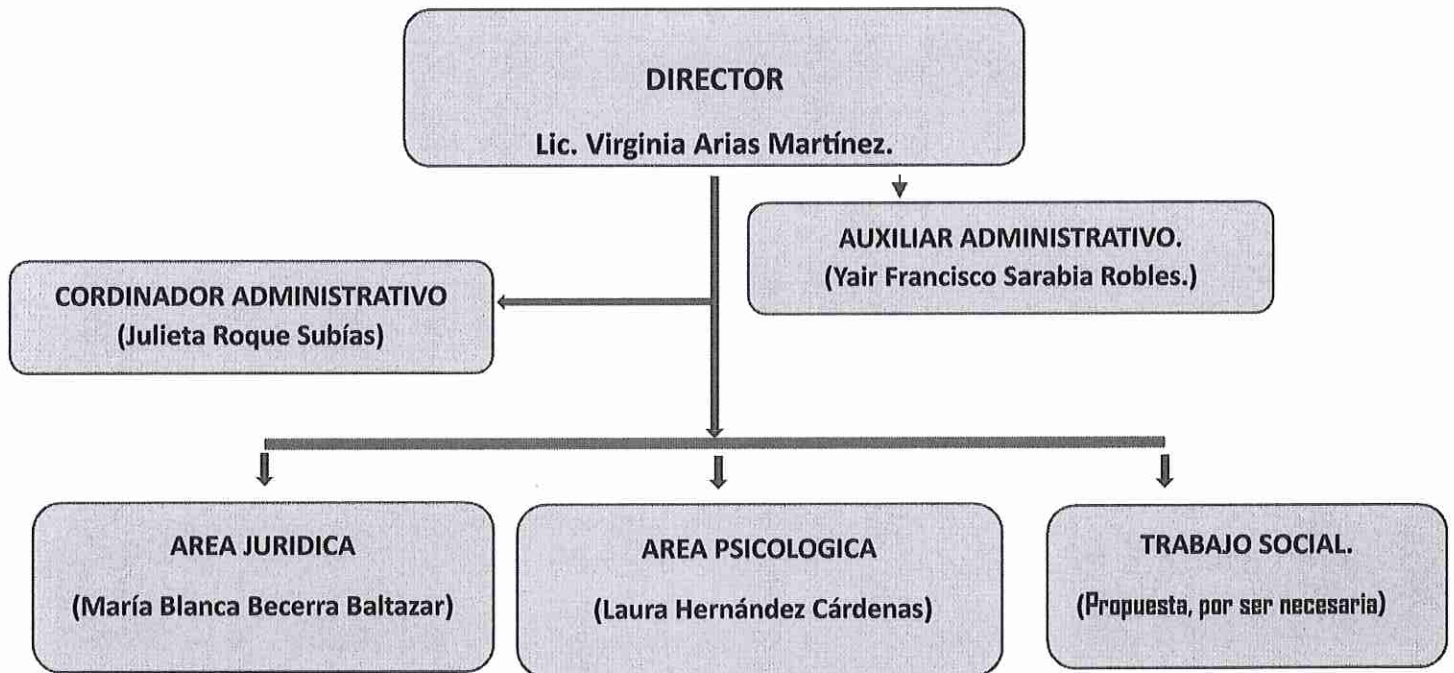 DIRECTOR
Lic. Virginia Arias Martínez.
AUXILIAR ADMINISTRATIVO.
(Yair Francisco Sarabia Robles.)
CORDINADOR ADMINISTRATIVO
(Julieta Roque Subías)
AREA JURIDICA
(María Blanca Becerra Baltazar)
AREA PSICOLOGICA
(Laura Hernández Cárdenas)
TRABAJO SOCIAL.
(Propuesta, por ser necesaria)